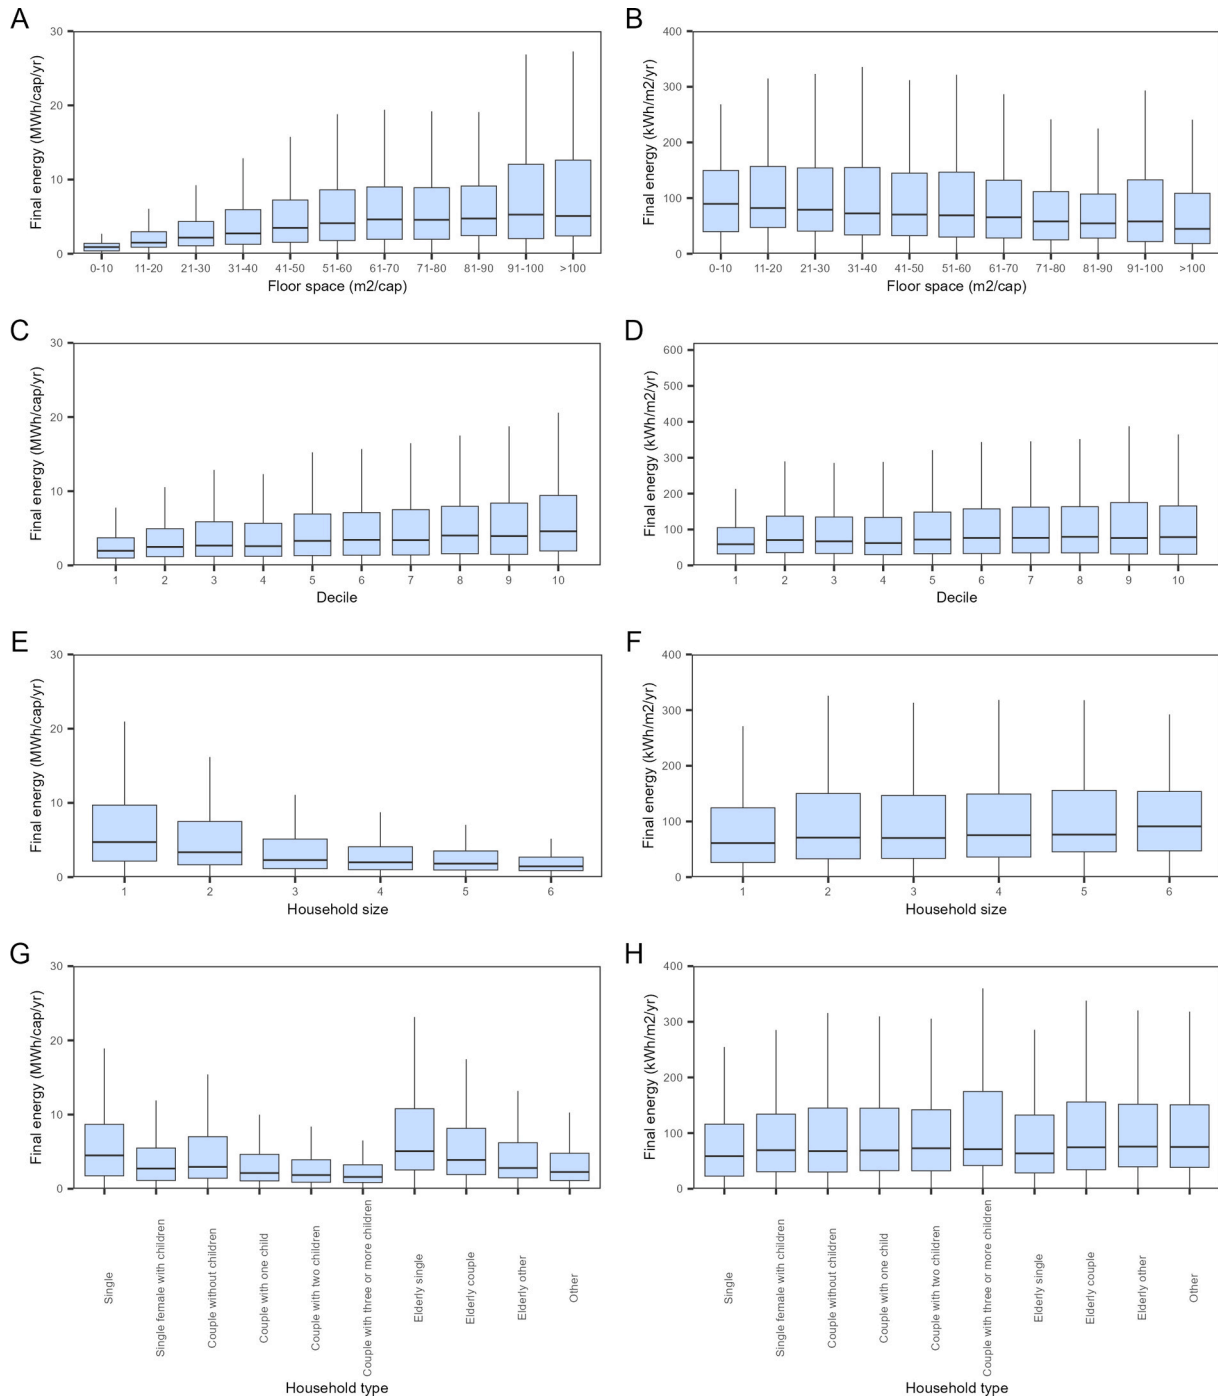 A
Final energy (MWh/cap/yr)
30
20
10
0
0-10 11-20 21-30 31-40 41-50 51-60 61-70 71-80 81-90 91-100 >100
Floor space (m2/cap)
B
Final energy (kWh/m2/yr)
400
300
200
100
0
0-10 11-20 21-30 31-40 41-50 51-60 61-70 71-80 81-90 91-100 >100
Floor space (m2/cap)
C
Final energy (MWh/cap/yr)
30
20
10
0
1 2 3 4 5 6 7 8 9 10
Decile
D
Final energy (kWh/m2/yr)
600
500
400
300
200
100
0
1 2 3 4 5 6 7 8 9 10
Decile
E
Final energy (MWh/cap/yr)
30
20
10
0
1 2 3 4 5 6
Household size
F
Final energy (kWh/m2/yr)
400
300
200
100
0
1 2 3 4 5 6
Household size
G
Final energy (MWh/cap/yr)
30
20
10
0
Single
Single female with children
Couple without children
Couple with one child
Couple with two children
Couple with three or more children
Elderly single
Elderly couple
Elderly other
Other
Household type
H
Final energy (kWh/m2/yr)
400
300
200
100
0
Single
Single female with children
Couple without children
Couple with one child
Couple with two children
Couple with three or more children
Elderly single
Elderly couple
Elderly other
Other
Household type